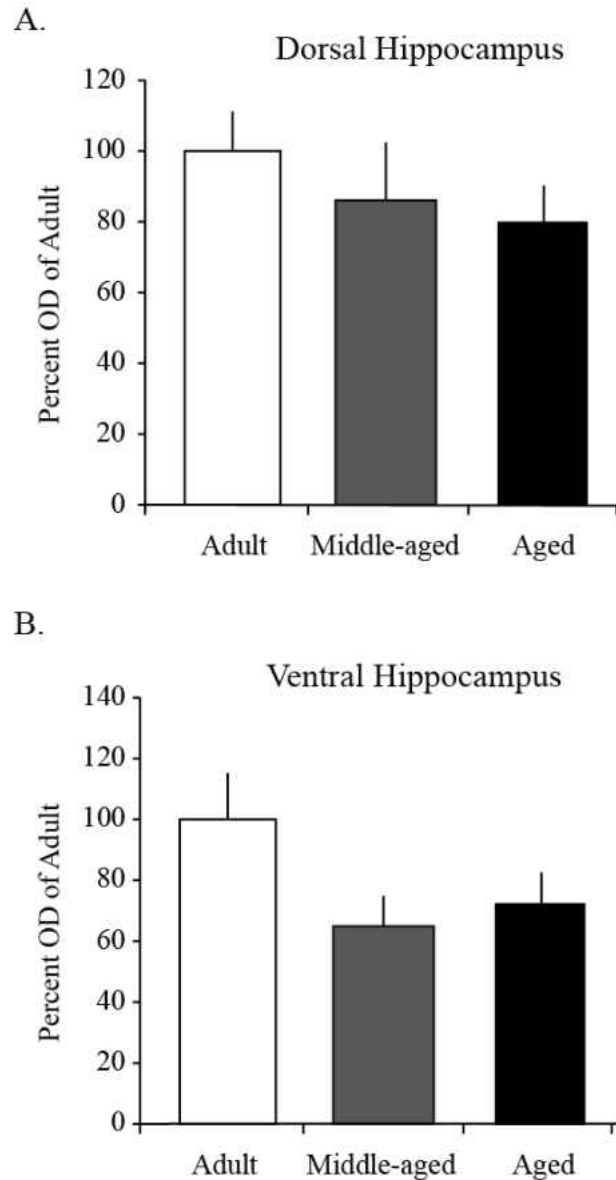 A.
Dorsal Hippocampus
120
100
80
60
40
20
0
Percent OD of Adult
Adult Middle-aged Aged
B.
Ventral Hippocampus
140
120
100
80
60
40
20
0
Percent OD of Adult
Adult Middle-aged Aged